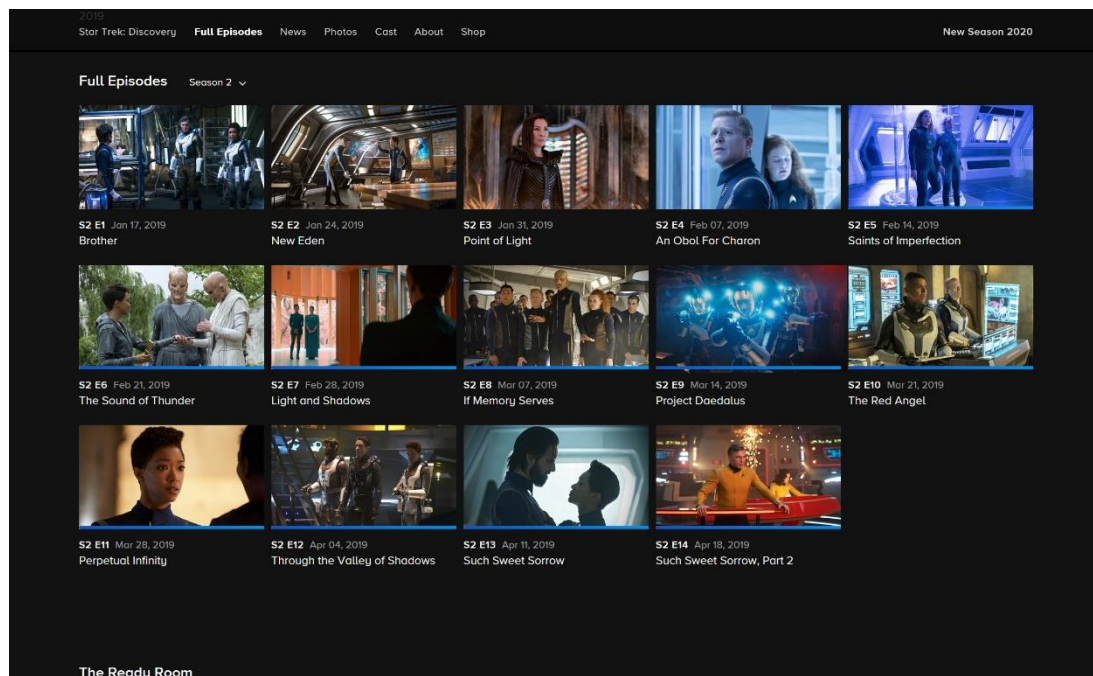 2019
Star Trek: Discovery Full Episodes News Photos Cast About Shop New Season 2020
Full Episodes Season 2
S2 E1 Jan 17, 2019
Brother
S2 E2 Jan 24, 2019
New Eden
S2 E3 Jan 31, 2019
Point of Light
S2 E4 Feb 07, 2019
An Obol For Charon
S2 E5 Feb 14, 2019
Saints of Imperfection
S2 E6 Feb 21, 2019
The Sound of Thunder
S2 E7 Feb 28, 2019
Light and Shadows
S2 E8 Mar 07, 2019
If Memory Serves
S2 E9 Mar 14, 2019
Project Daedalus
S2 E10 Mar 21, 2019
The Red Angel
S2 E11 Mar 28, 2019
Perpetual Infinity
S2 E12 Apr 04, 2019
Through the Valley of Shadows
S2 E13 Apr 11, 2019
Such Sweet Sorrow
S2 E14 Apr 18, 2019
Such Sweet Sorrow, Part 2
The Ready Room